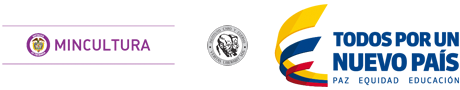 MINCULTURA
TODOS POR UN
NUEVO PAÍS
PAZ EQUIDAD EDUCACIÓN